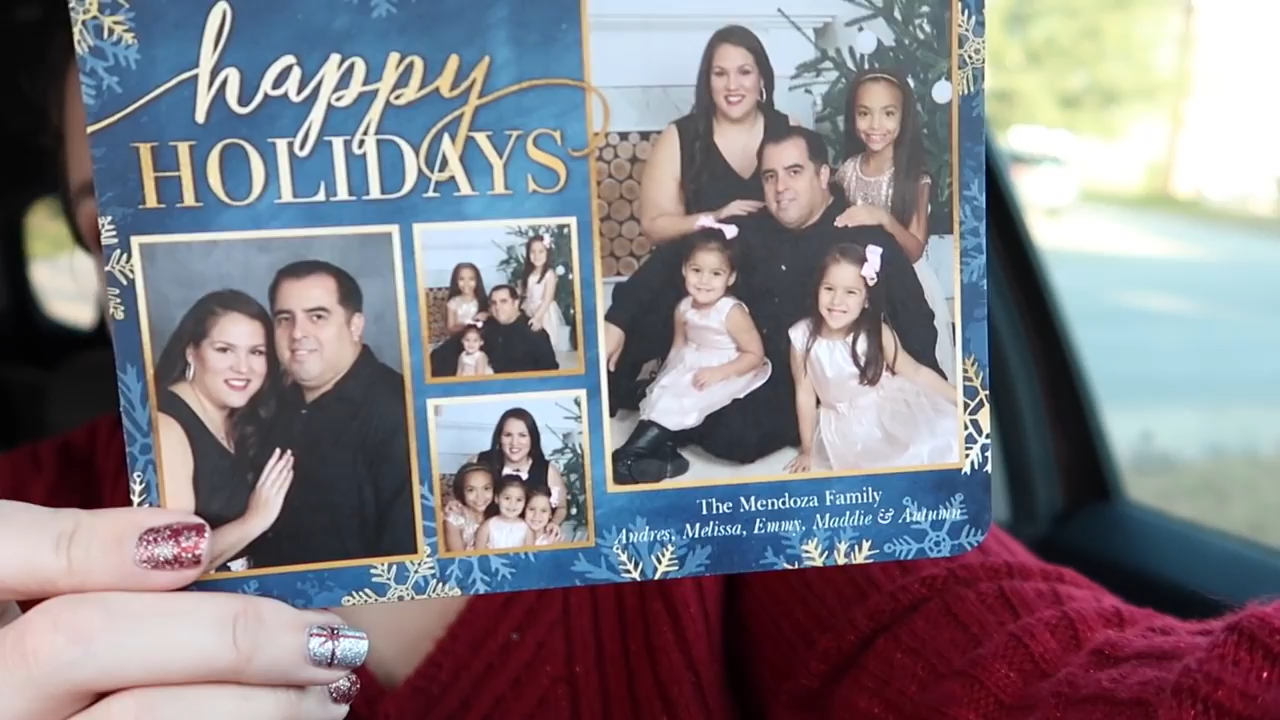 happy
HOLIDAYS
The Mendoza Family
Andres, Melissa, Emmy, Maddie & Autumn